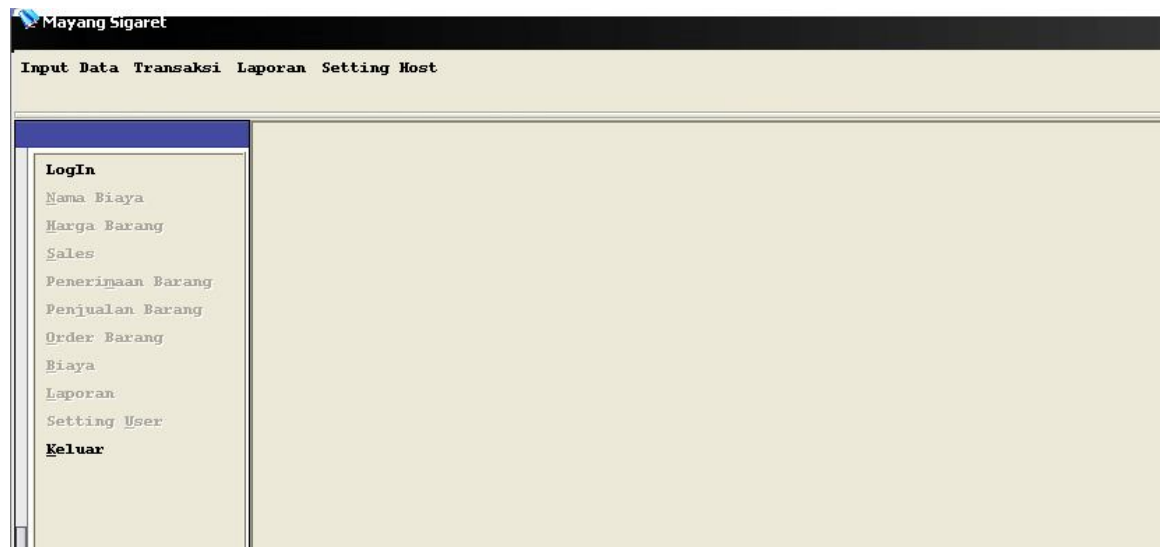 Mayang Sigaret
Input Data Transaksi Laporan Setting Host
LogIn
Nama Biaya
Harga Barang
Sales
Penerimaan Barang
Penjualan Barang
Order Barang
Biaya
Laporan
Setting User
Keluar